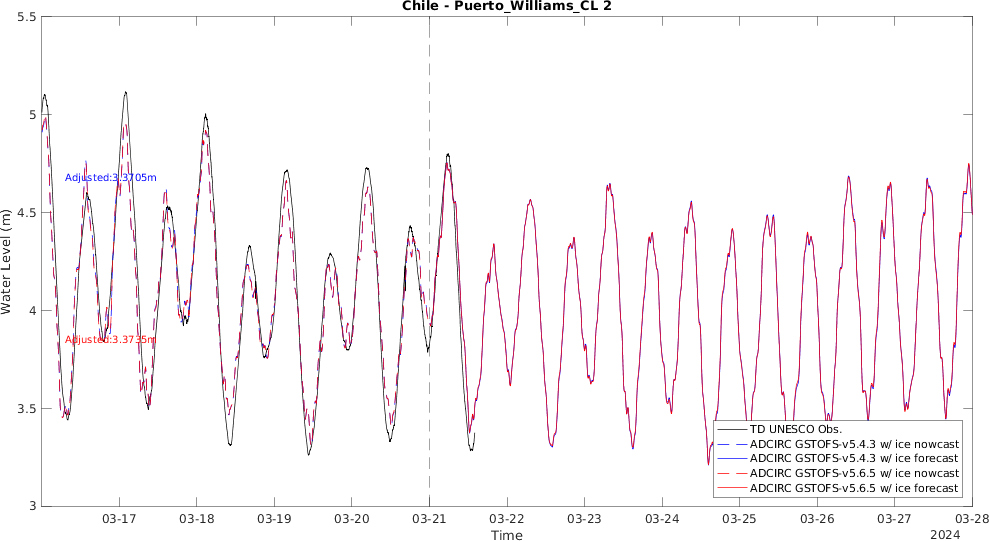 Chile - Puerto_Williams_CL 2
5.5
5
4.5
4
3.5
3
Water Level (m)
Adjusted:3.3705m
Adjusted:3.3735m
TD UNESCO Obs.
ADCIRC GSTOFS-v5.4.3 w/ ice nowcast
ADCIRC GSTOFS-v5.4.3 w/ ice forecast
ADCIRC GSTOFS-v5.6.5 w/ ice nowcast
ADCIRC GSTOFS-v5.6.5 w/ ice forecast
03-17 03-18 03-19 03-20 03-21 03-22 03-23 03-24 03-25 03-26 03-27 03-28
Time
2024